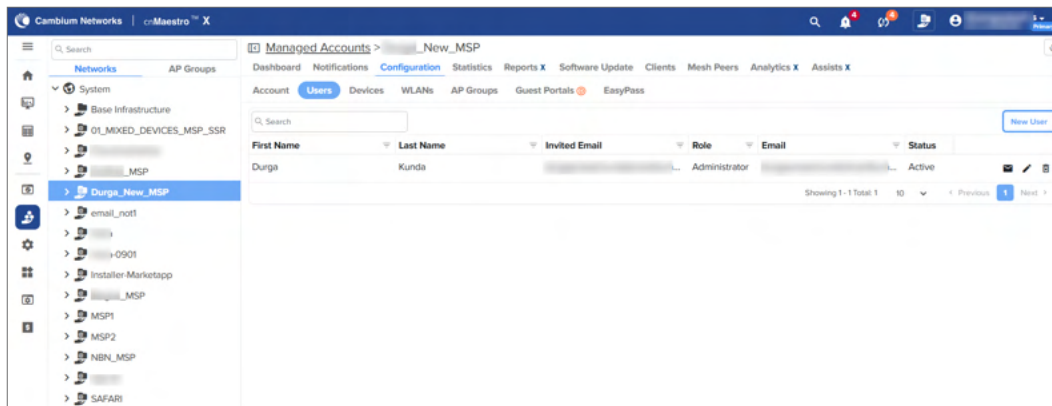 Cambium Networks | cnMaestro™ X
4
4
Primary
Search
Networks AP Groups
System
Base Infrastructure
01_MIXED_DEVICES_MSP_SSR
_MSP
Durga_New_MSP
email_not1
-0901
Installer-Marketapp
_MSP
MSP1
MSP2
NBN_MSP
SAFARI
Managed Accounts > _New_MSP
Dashboard Notifications Configuration Statistics Reports X Software Update Clients Mesh Peers Analytics X Assists X
Account Users Devices WLANs AP Groups Guest Portals EasyPass
Search
New User
First Name Last Name Invited Email Role Email Status
Durga Kunda ... Administrator ... Active
Showing 1 - 1 Total: 1 10 < Previous 1 Next >